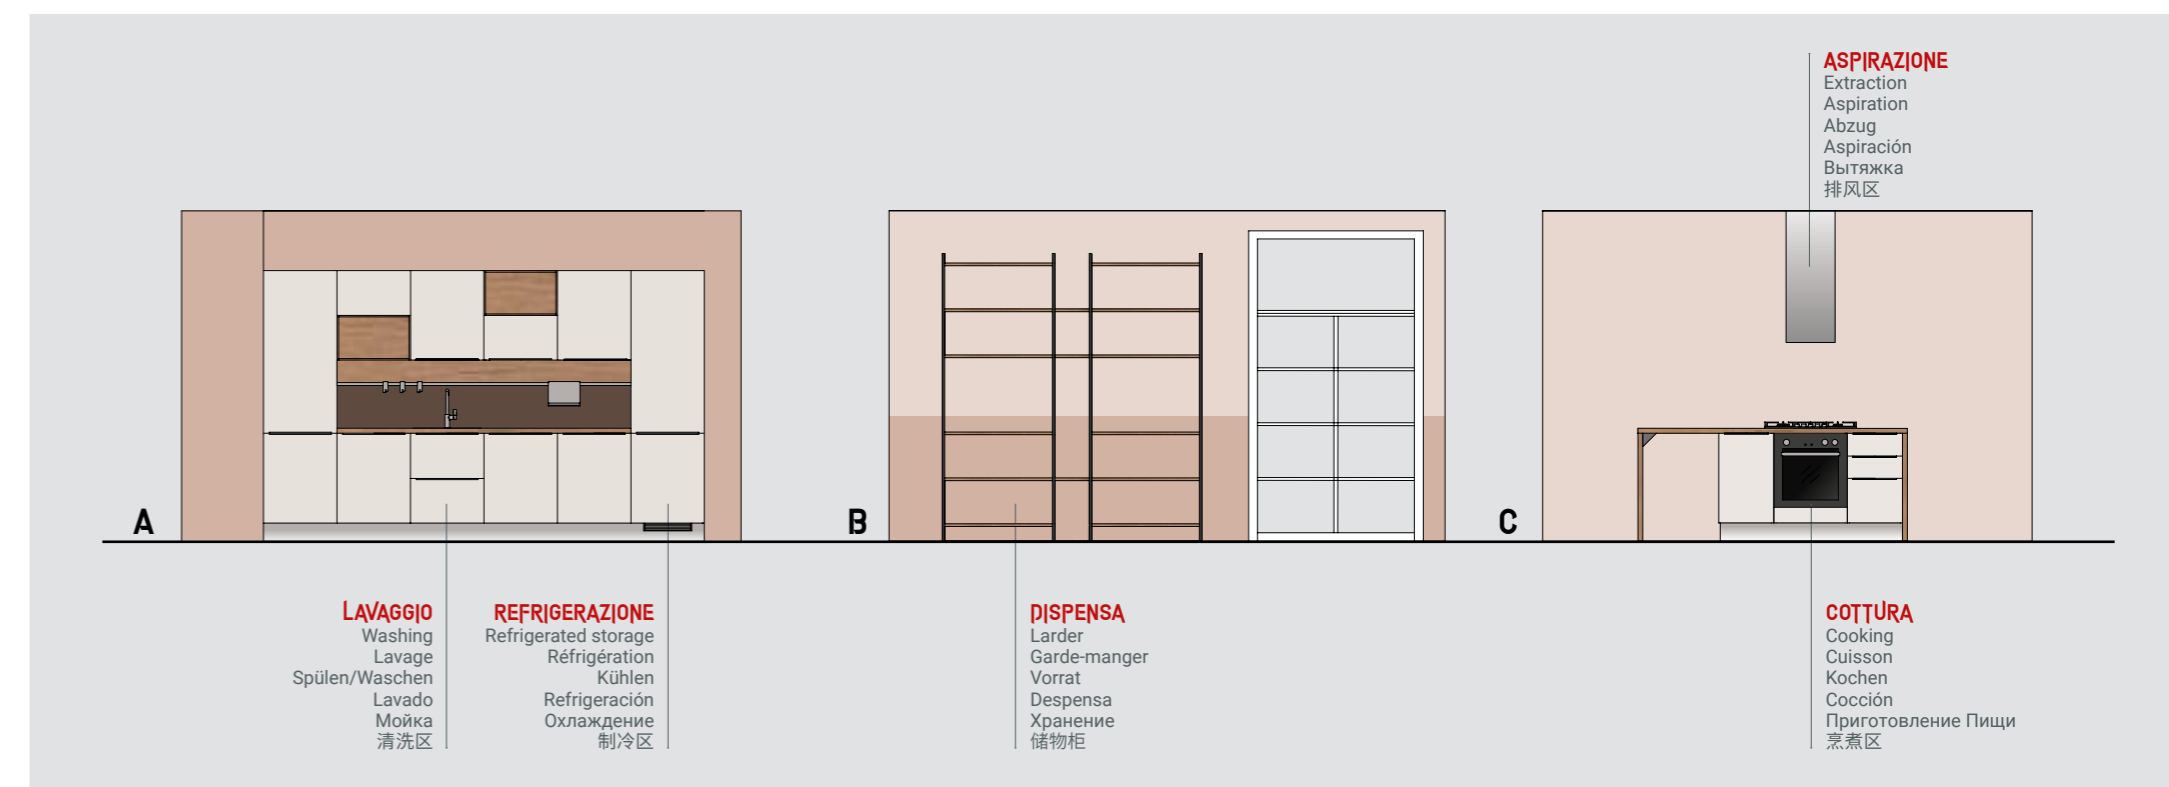 ASPIRAZIONE
Extraction
Aspiration
Abzug
Aspiración
Вытяжка
排风区
A
B
C
LAVAGGIO
Washing
Lavage
Spülen/Waschen
Lavado
Мойка
清洗区
REFRIGERAZIONE
Refrigerated storage
Réfrigération
Kühlen
Refrigeración
Охлаждение
制冷区
DISPENSA
Larder
Garde-manger
Vorrat
Despensa
Хранение
储物柜
COTTURA
Cooking
Cuisson
Kochen
Cocción
Приготовление Пищи
烹煮区